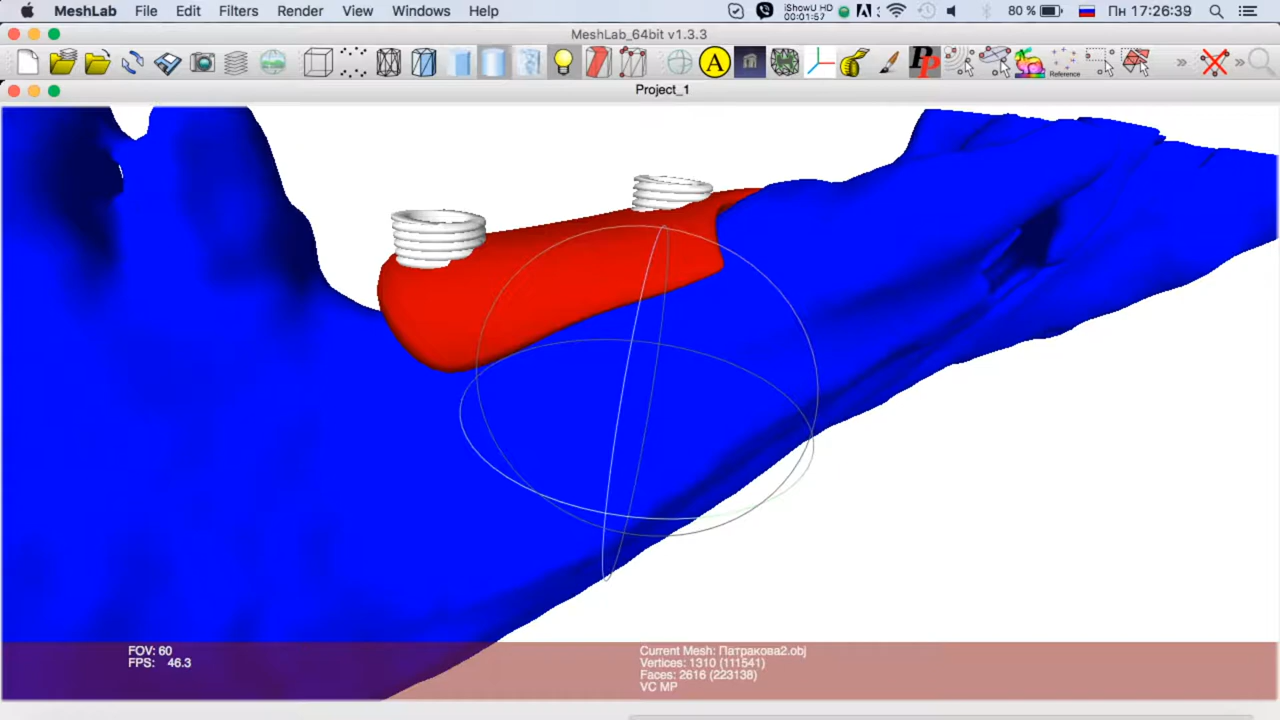 MeshLab File Edit Filters Render View Windows Help
iShowU HD
00:01:57
80 % Пн 17:26:39
MeshLab_64bit v1.3.3
A
PP
Reference
Project_1
FOV: 60
FPS: 46.3
Current Mesh: Патракова2.obj
Vertices: 1310 (111541)
Faces: 2616 (223138)
VC MP